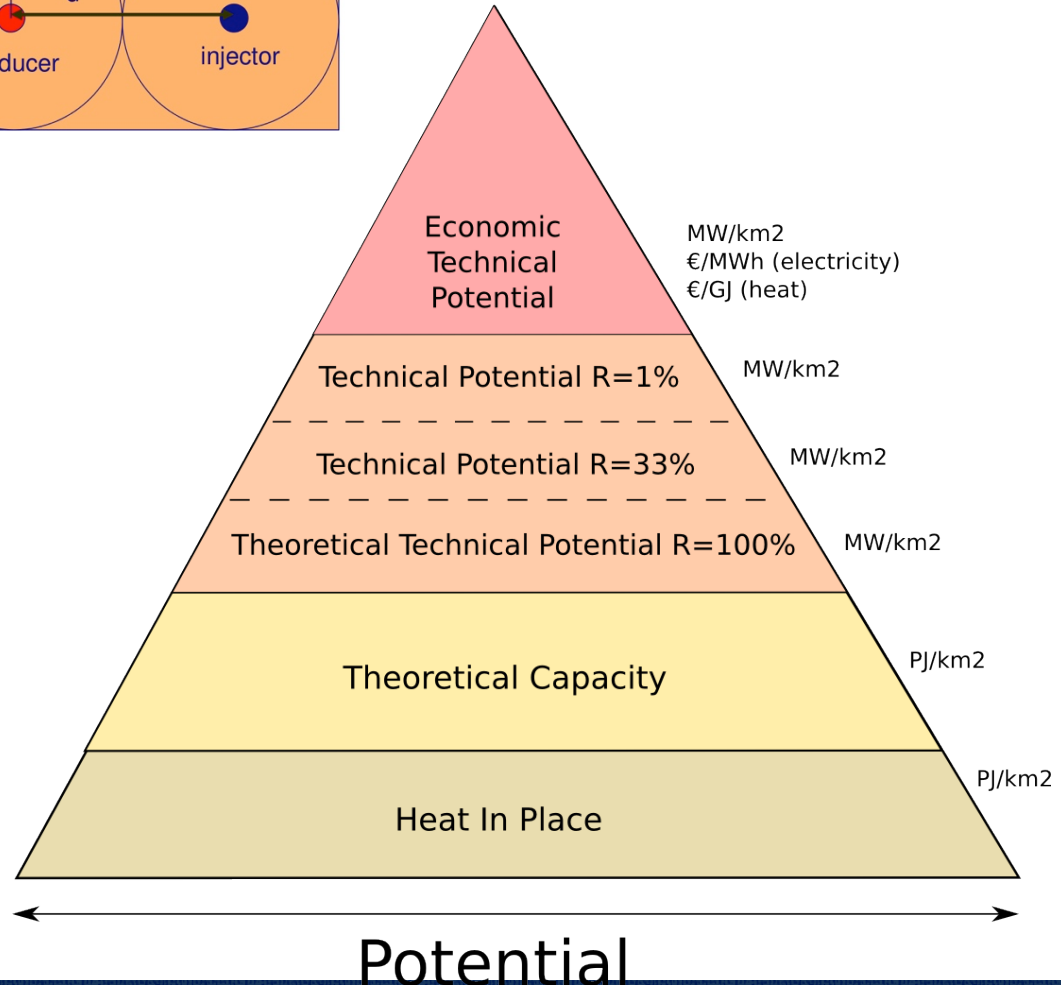 ducer
injector
Economic
Technical
Potential
MW/km2
€/MWh (electricity)
€/GJ (heat)
Technical Potential R=1%
MW/km2
Technical Potential R=33%
MW/km2
Theoretical Technical Potential R=100%
MW/km2
Theoretical Capacity
PJ/km2
Heat In Place
PJ/km2
Potential